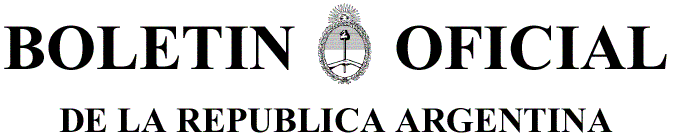 BOLETIN OFICIAL
DE LA REPUBLICA ARGENTINA